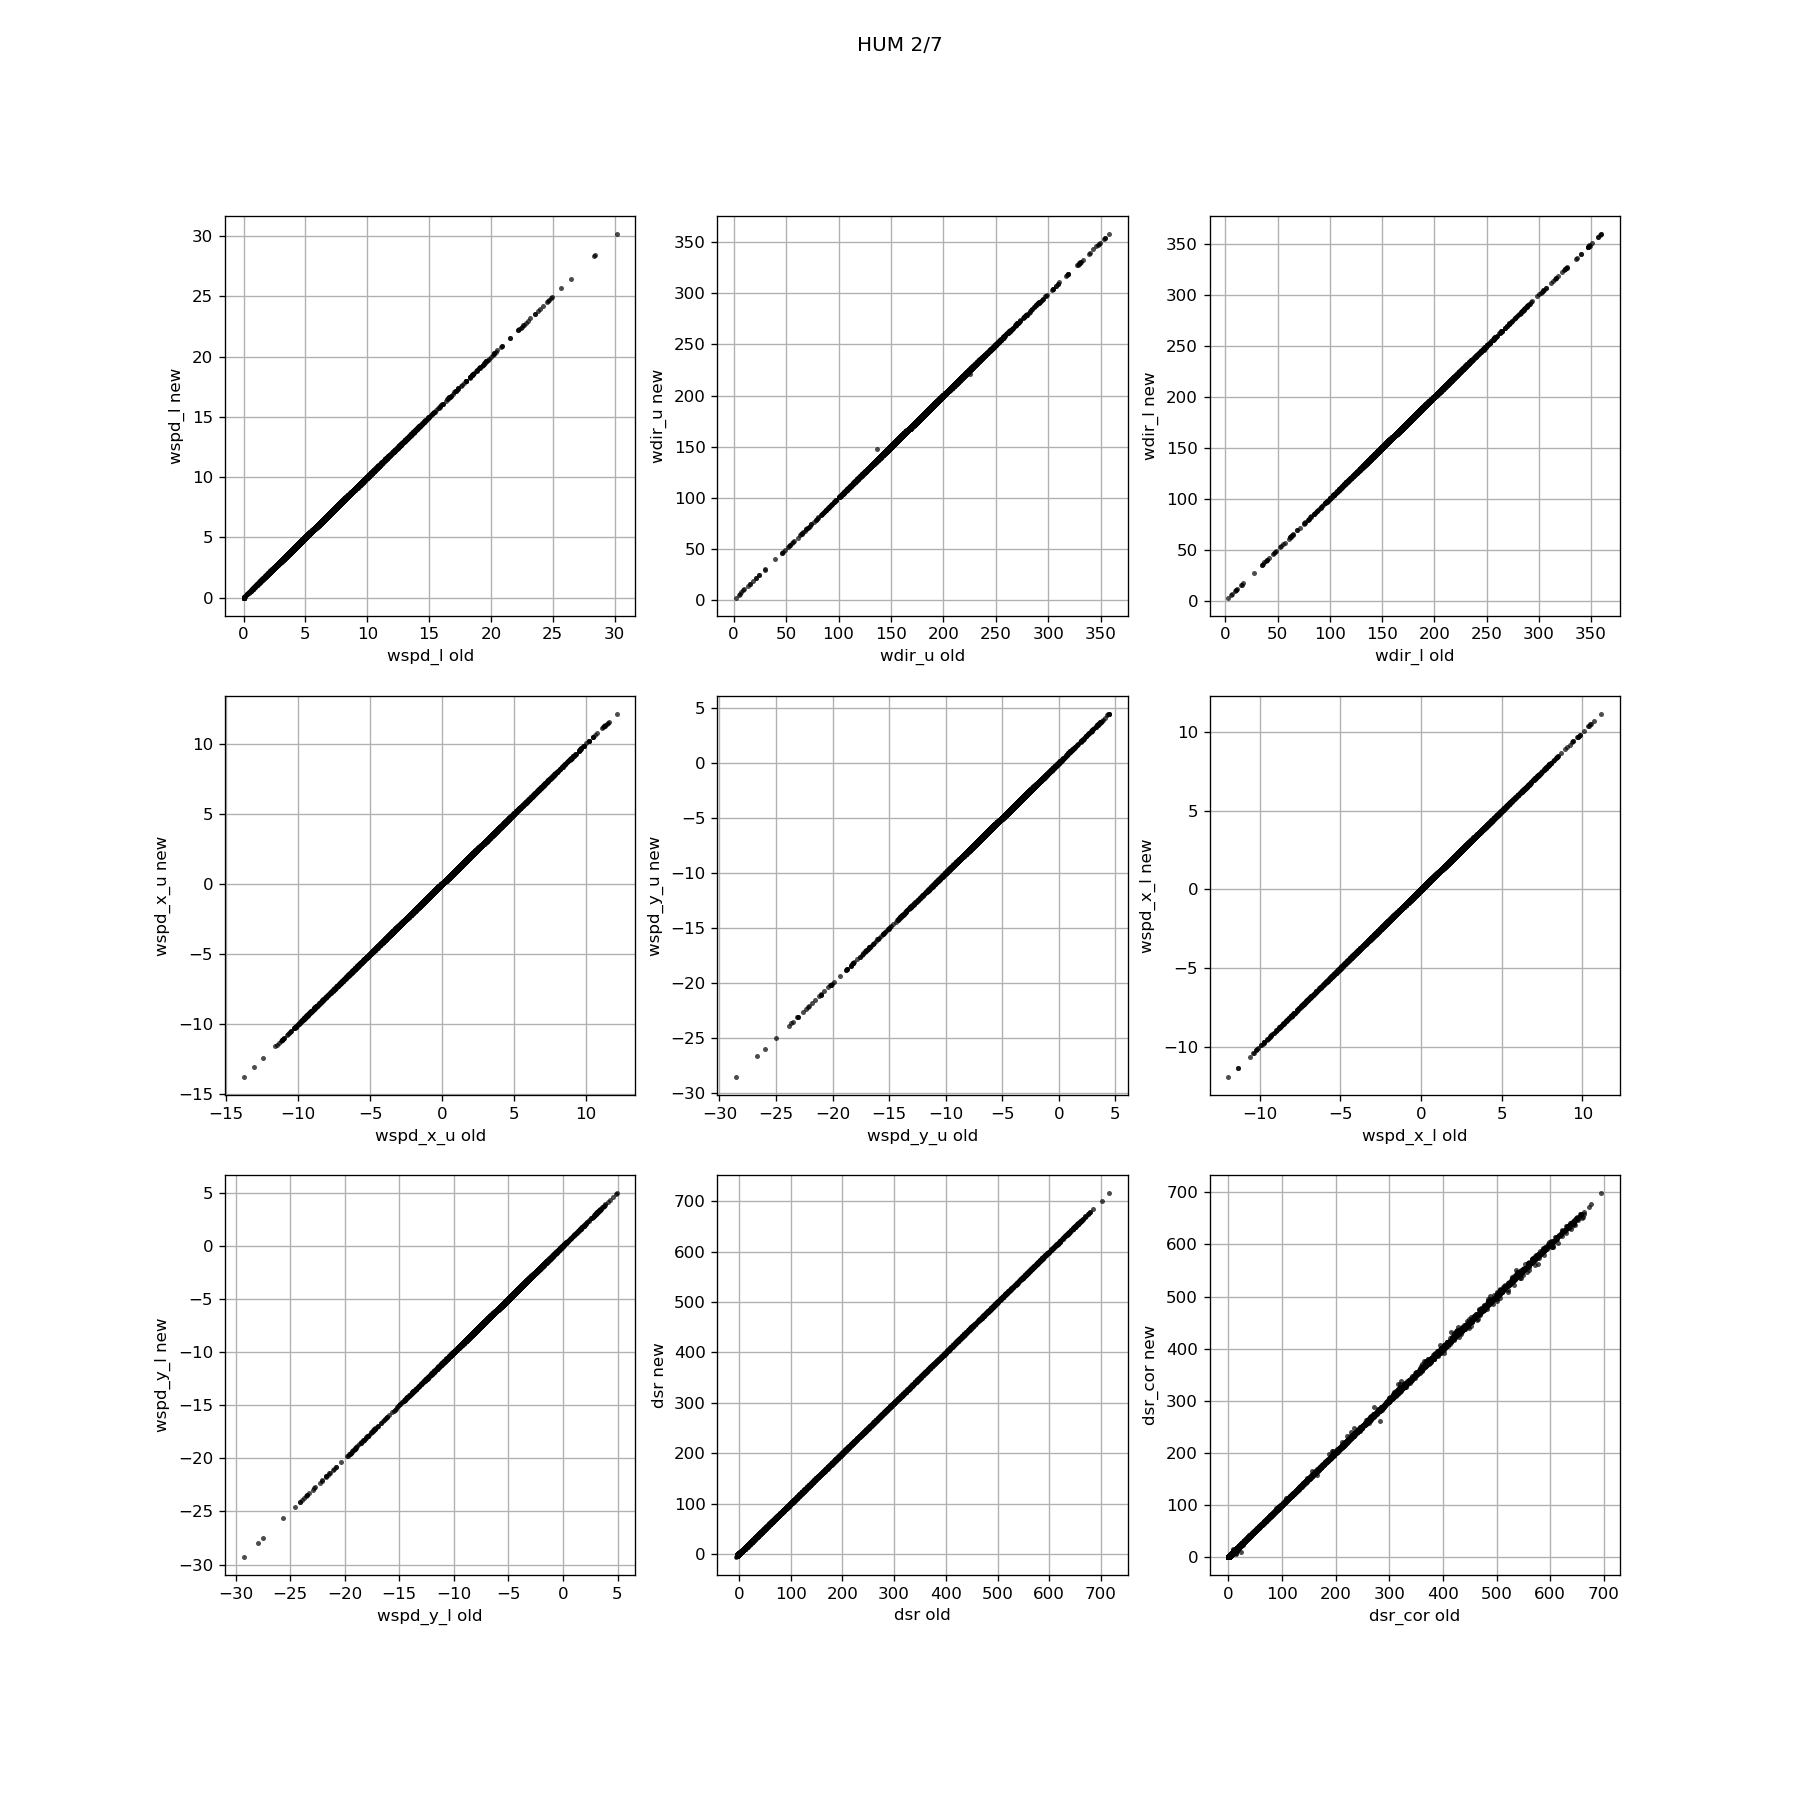 HUM 2/7
wspd_l new
30
25
20
15
10
5
0
0 5 10 15 20 25 30
wspd_l old
wdir_u new
350
300
250
200
150
100
50
0
0 50 100 150 200 250 300 350
wdir_u old
wdir_l new
350
300
250
200
150
100
50
0
0 50 100 150 200 250 300 350
wdir_l old
wspd_x_u new
10
5
0
−5
−10
−15
−15 −10 −5 0 5 10
wspd_x_u old
wspd_y_u new
5
0
−5
−10
−15
−20
−25
−30
−30 −25 −20 −15 −10 −5 0 5
wspd_y_u old
wspd_x_l new
10
5
0
−5
−10
−10 −5 0 5 10
wspd_x_l old
wspd_y_l new
5
0
−5
−10
−15
−20
−25
−30
−30 −25 −20 −15 −10 −5 0 5
wspd_y_l old
dsr new
700
600
500
400
300
200
100
0
0 100 200 300 400 500 600 700
dsr old
dsr_cor new
700
600
500
400
300
200
100
0
0 100 200 300 400 500 600 700
dsr_cor old